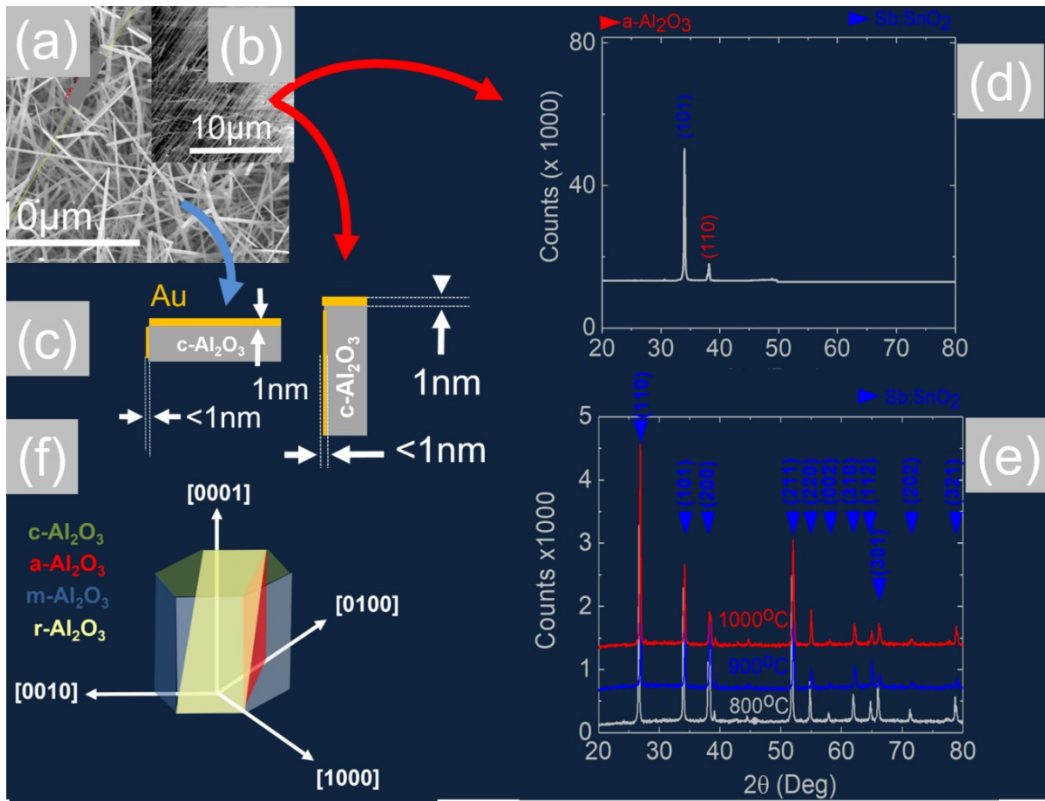 (a)
(b)
10µm
10µm
(c)
Au
c-Al₂O₃
1nm
<1nm
c-Al₂O₃
1nm
<1nm
(d)
a-Al₂O₃
Sb:SnO₂
80
40
0
Counts (x 1000)
(101)
(110)
20 30 40 50 60 70 80
(e)
Sb:SnO₂
5
4
3
2
1
0
Counts x1000
(110)
(101)
(200)
(211)
(220)
(002)
(310)
(112)
(301)
(202)
(321)
1000ºC
900ºC
800ºC
20 30 40 50 60 70 80
2θ (Deg)
(f)
c-Al₂O₃
a-Al₂O₃
m-Al₂O₃
r-Al₂O₃
[0001]
[0100]
[0010]
[1000]